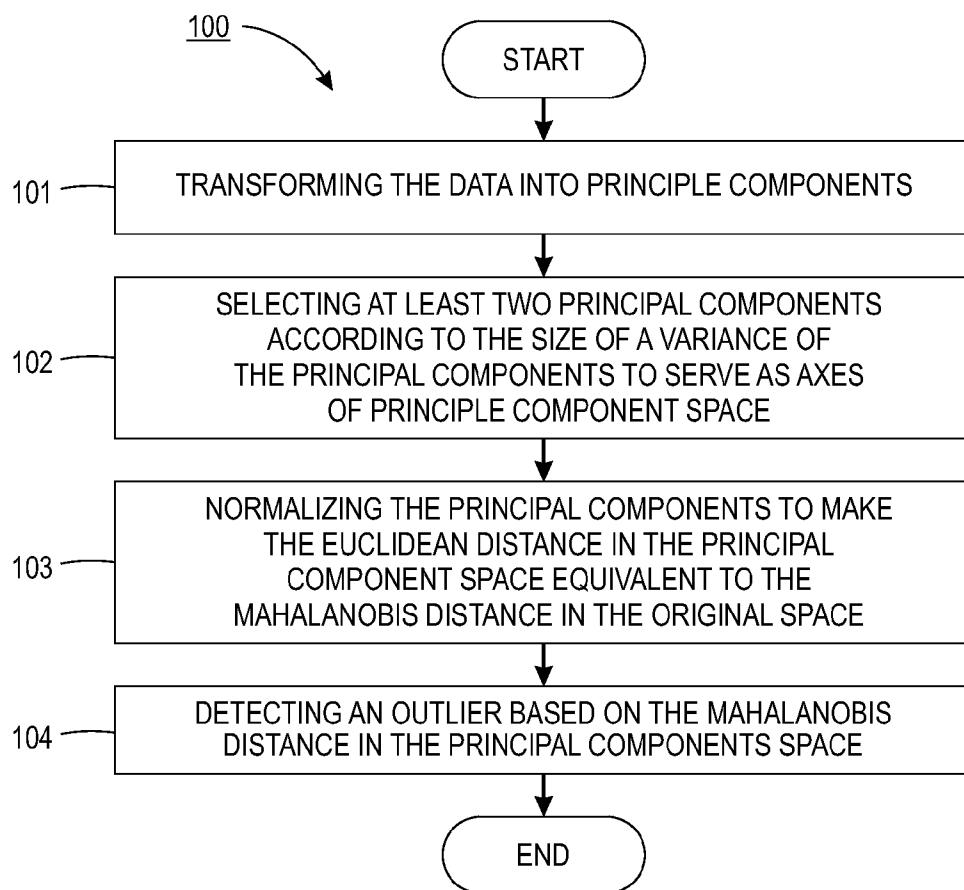 100
START
101
TRANSFORMING THE DATA INTO PRINCIPLE COMPONENTS
102
SELECTING AT LEAST TWO PRINCIPAL COMPONENTS
ACCORDING TO THE SIZE OF A VARIANCE OF
THE PRINCIPAL COMPONENTS TO SERVE AS AXES
OF PRINCIPLE COMPONENT SPACE
103
NORMALIZING THE PRINCIPAL COMPONENTS TO MAKE
THE EUCLIDEAN DISTANCE IN THE PRINCIPAL
COMPONENT SPACE EQUIVALENT TO THE
MAHALANOBIS DISTANCE IN THE ORIGINAL SPACE
104
DETECTING AN OUTLIER BASED ON THE MAHALANOBIS
DISTANCE IN THE PRINCIPAL COMPONENTS SPACE
END